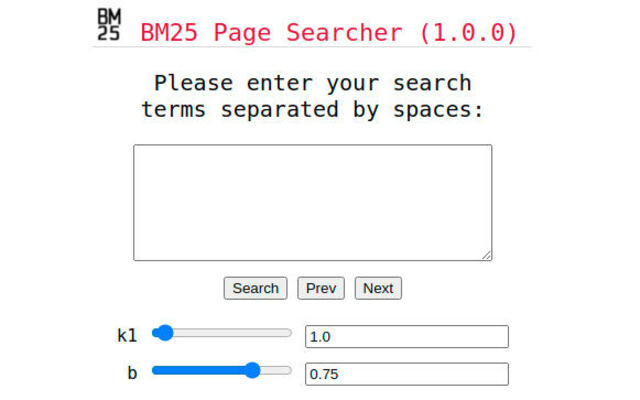 BM
25
BM25 Page Searcher (1.0.0)
Please enter your search
terms separated by spaces:
Search Prev Next
k1 1.0
b 0.75